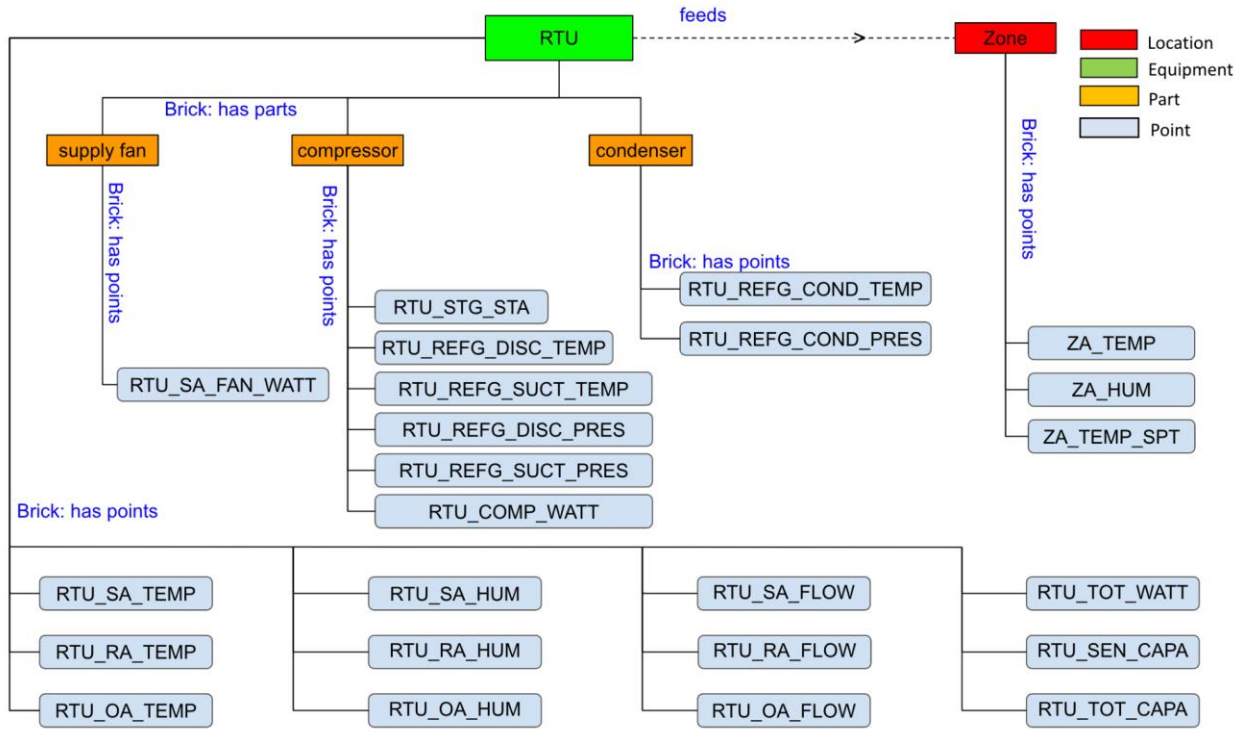 feeds
RTU
Zone
Location
Equipment
Part
Point
Brick: has parts
supply fan
compressor
condenser
Brick: has points
Brick: has points
Brick: has points
Brick: has points
RTU_SA_FAN_WATT
RTU_STG_STA
RTU_REFG_DISC_TEMP
RTU_REFG_SUCT_TEMP
RTU_REFG_DISC_PRES
RTU_REFG_SUCT_PRES
RTU_COMP_WATT
RTU_REFG_COND_TEMP
RTU_REFG_COND_PRES
ZA_TEMP
ZA_HUM
ZA_TEMP_SPT
Brick: has points
RTU_SA_TEMP
RTU_RA_TEMP
RTU_OA_TEMP
RTU_SA_HUM
RTU_RA_HUM
RTU_OA_HUM
RTU_SA_FLOW
RTU_RA_FLOW
RTU_OA_FLOW
RTU_TOT_WATT
RTU_SEN_CAPA
RTU_TOT_CAPA